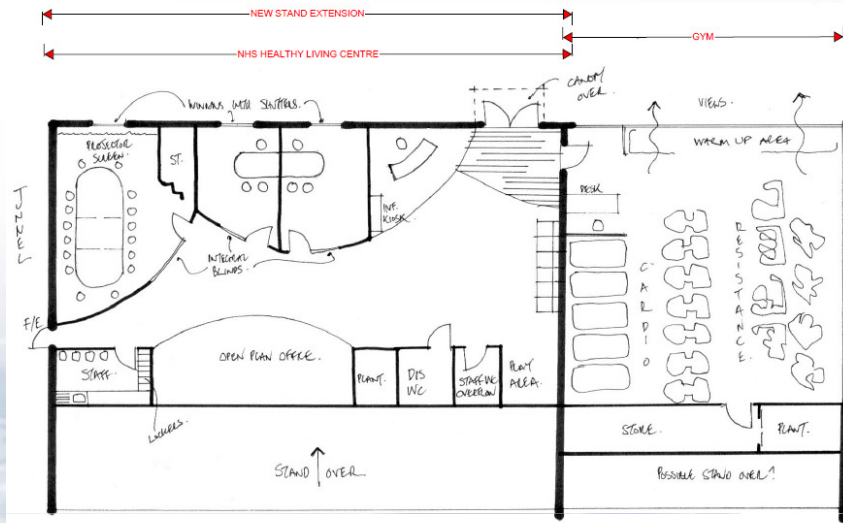 NEW STAND EXTENSION
NHS HEALTHY LIVING CENTRE
GYM
CANOPY
OVER.
WINDOWS WITH SHUTTERS.
VIEWS.
PROJECTOR
SCREEN.
ST.
WARM UP AREA
TUNNEL
DESK
INF.
KIOSK
INTEGRAL
BLINDS.
CARDIO
RESISTANCE.
F/E
STAFF.
OPEN PLAN OFFICE.
PLANT.
DIS
WC
STAFF WC
PLAY
AREA.
LOCKERS.
STORE.
PLANT.
STAND OVER
POSSIBLE STAND OVER?